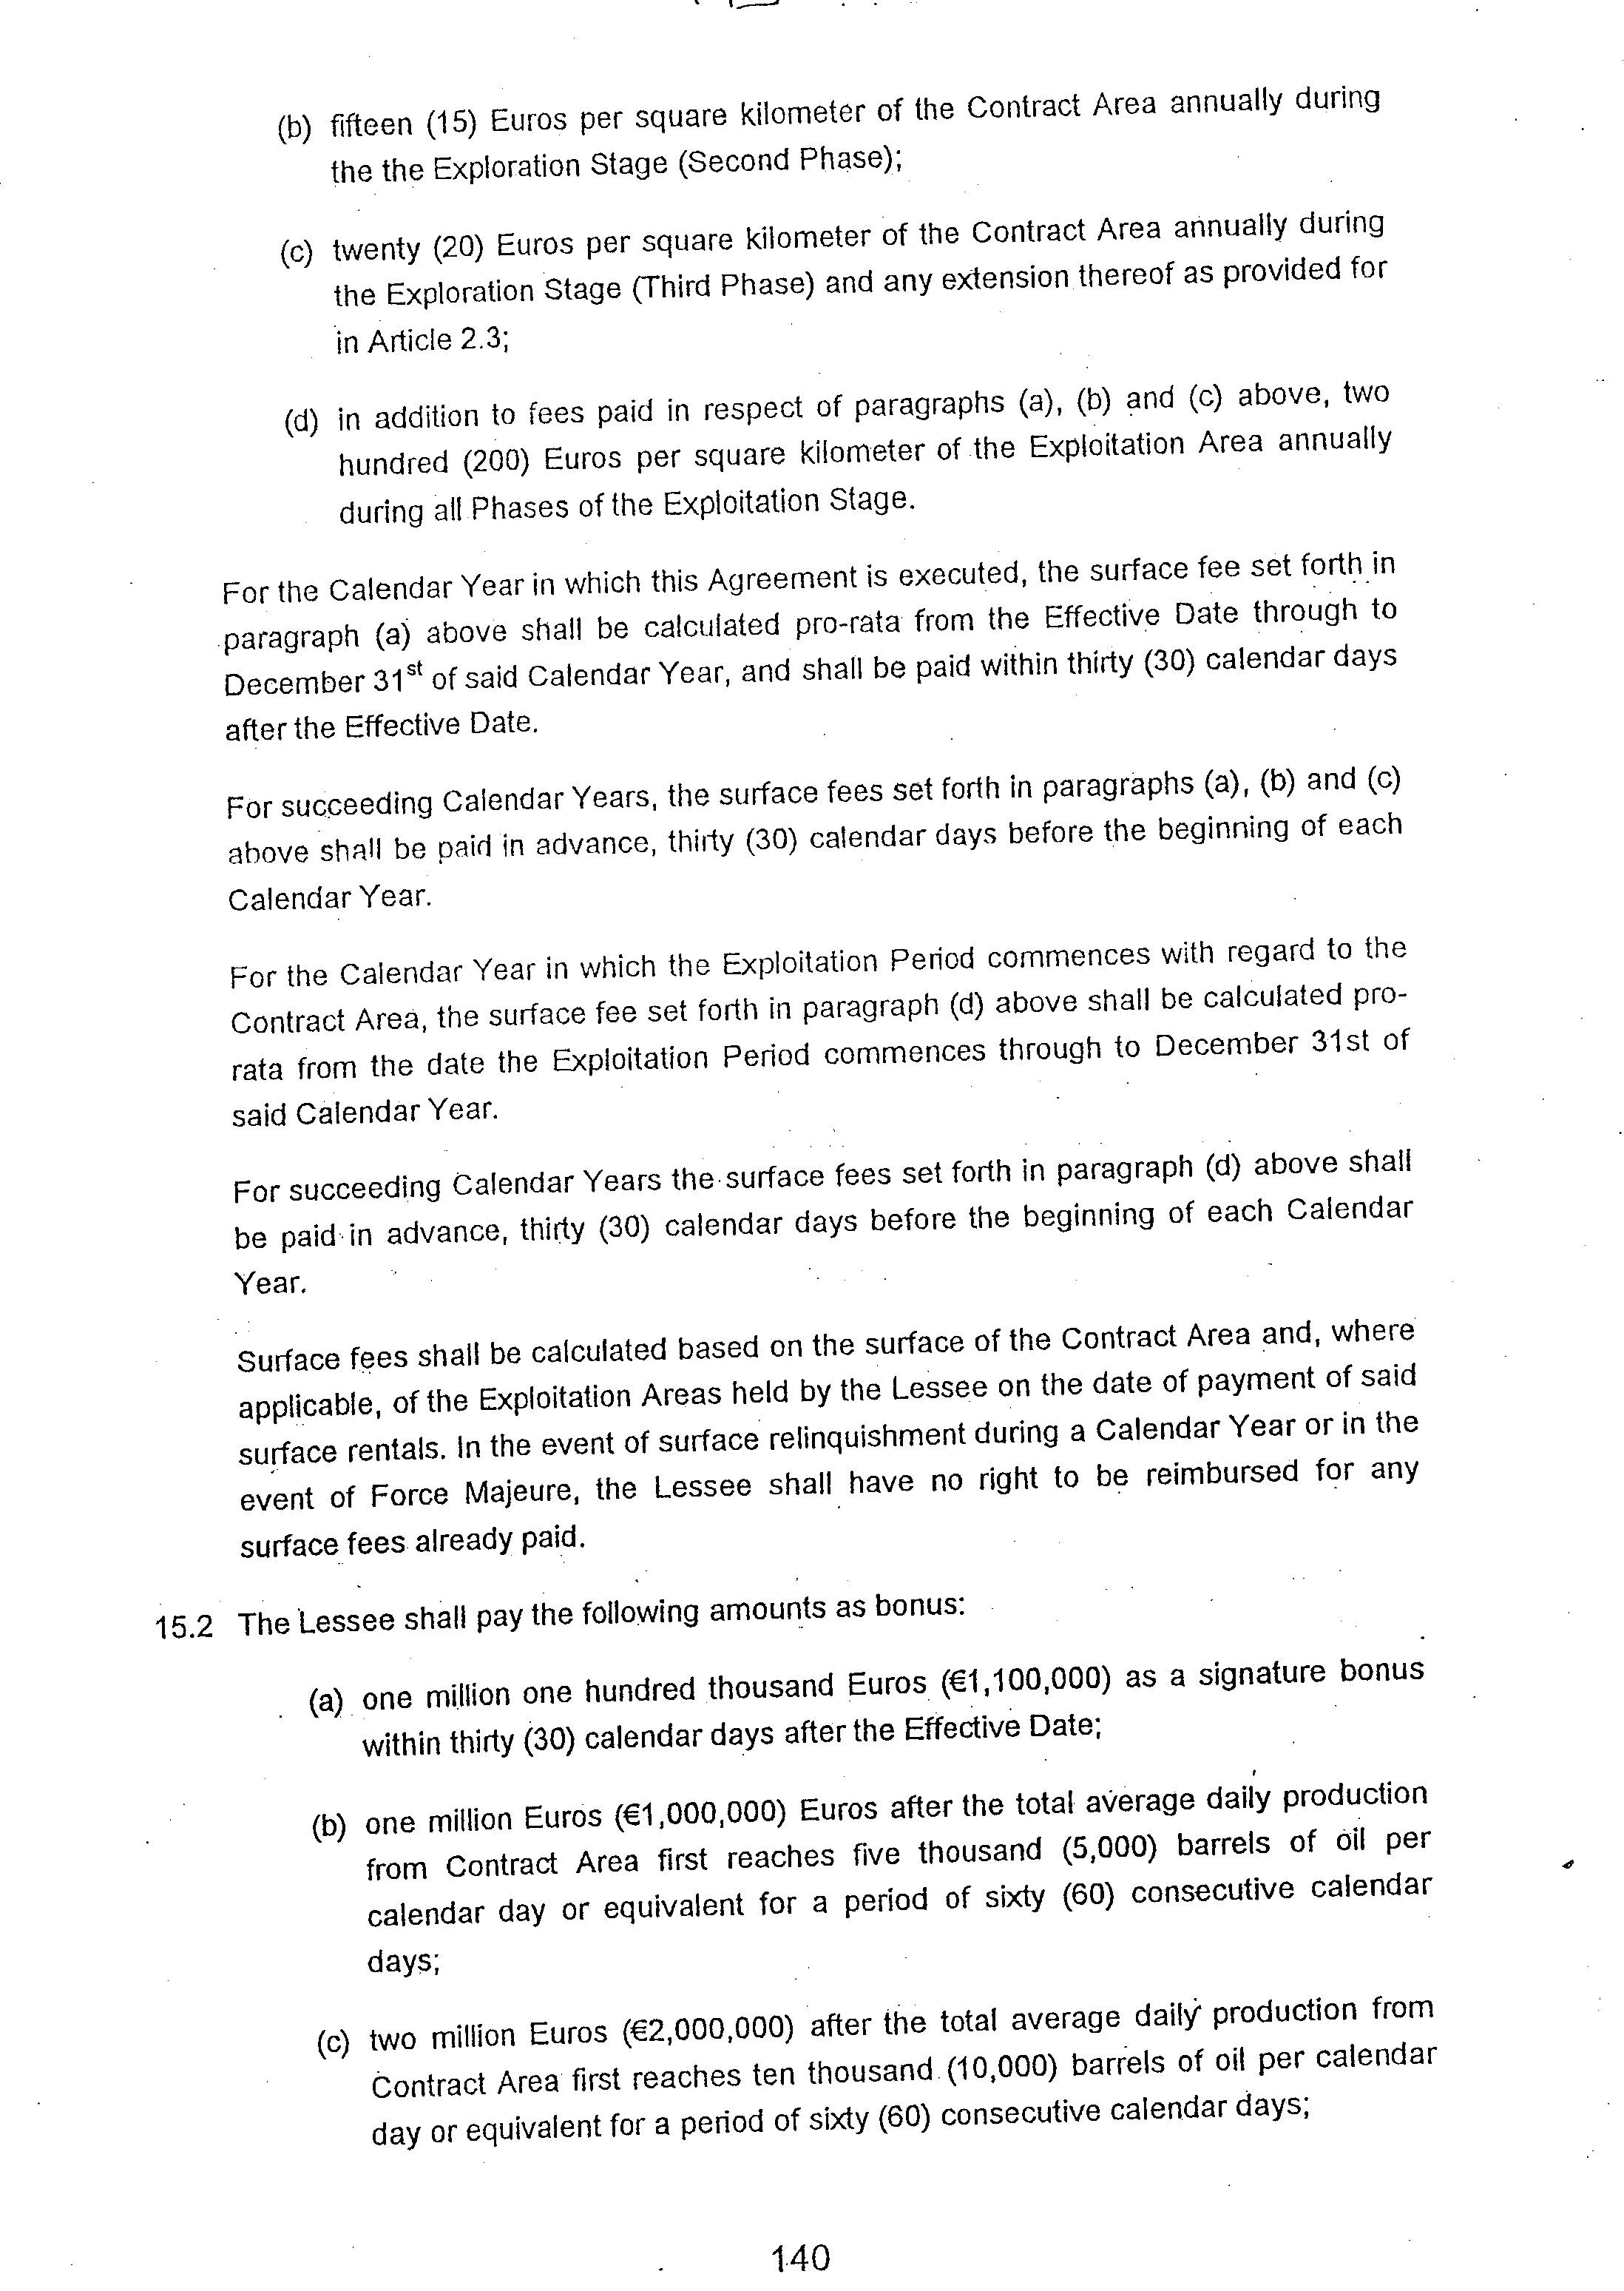 (b) fifteen (15) Euros per square kilometer of the Contract Area annually during
the the Exploration Stage (Second Phase);
(c) twenty (20) Euros per square kilometer of the Contract Area annually during
the Exploration Stage (Third Phase) and any extension thereof as provided for
in Article 2.3;
(d) in addition to fees paid in respect of paragraphs (a), (b) and (c) above, two
hundred (200) Euros per square kilometer of the Exploitation Area annually
during all Phases of the Exploitation Stage.
For the Calendar Year in which this Agreement is executed, the surface fee set forth in
paragraph (a) above shall be calculated pro-rata from the Effective Date through to
December 31st of said Calendar Year, and shall be paid within thirty (30) calendar days
after the Effective Date.
For succeeding Calendar Years, the surface fees set forth in paragraphs (a), (b) and (c)
above shall be paid in advance, thirty (30) calendar days before the beginning of each
Calendar Year.
For the Calendar Year in which the Exploitation Period commences with regard to the
Contract Area, the surface fee set forth in paragraph (d) above shall be calculated pro-
rata from the date the Exploitation Period commences through to December 31st of
said Calendar Year.
For succeeding Calendar Years the surface fees set forth in paragraph (d) above shall
be paid in advance, thirty (30) calendar days before the beginning of each Calendar
Year.
Surface fees shall be calculated based on the surface of the Contract Area and, where
applicable, of the Exploitation Areas held by the Lessee on the date of payment of said
surface rentals. In the event of surface relinquishment during a Calendar Year or in the
event of Force Majeure, the Lessee shall have no right to be reimbursed for any
surface fees already paid.
15.2 The Lessee shall pay the following amounts as bonus:
(a) one million one hundred thousand Euros (€1,100,000) as a signature bonus
within thirty (30) calendar days after the Effective Date;
(b) one million Euros (€1,000,000) Euros after the total average daily production
from Contract Area first reaches five thousand (5,000) barrels of oil per
calendar day or equivalent for a period of sixty (60) consecutive calendar
days;
(c) two million Euros (€2,000,000) after the total average daily production from
Contract Area first reaches ten thousand (10,000) barrels of oil per calendar
day or equivalent for a period of sixty (60) consecutive calendar days;
140